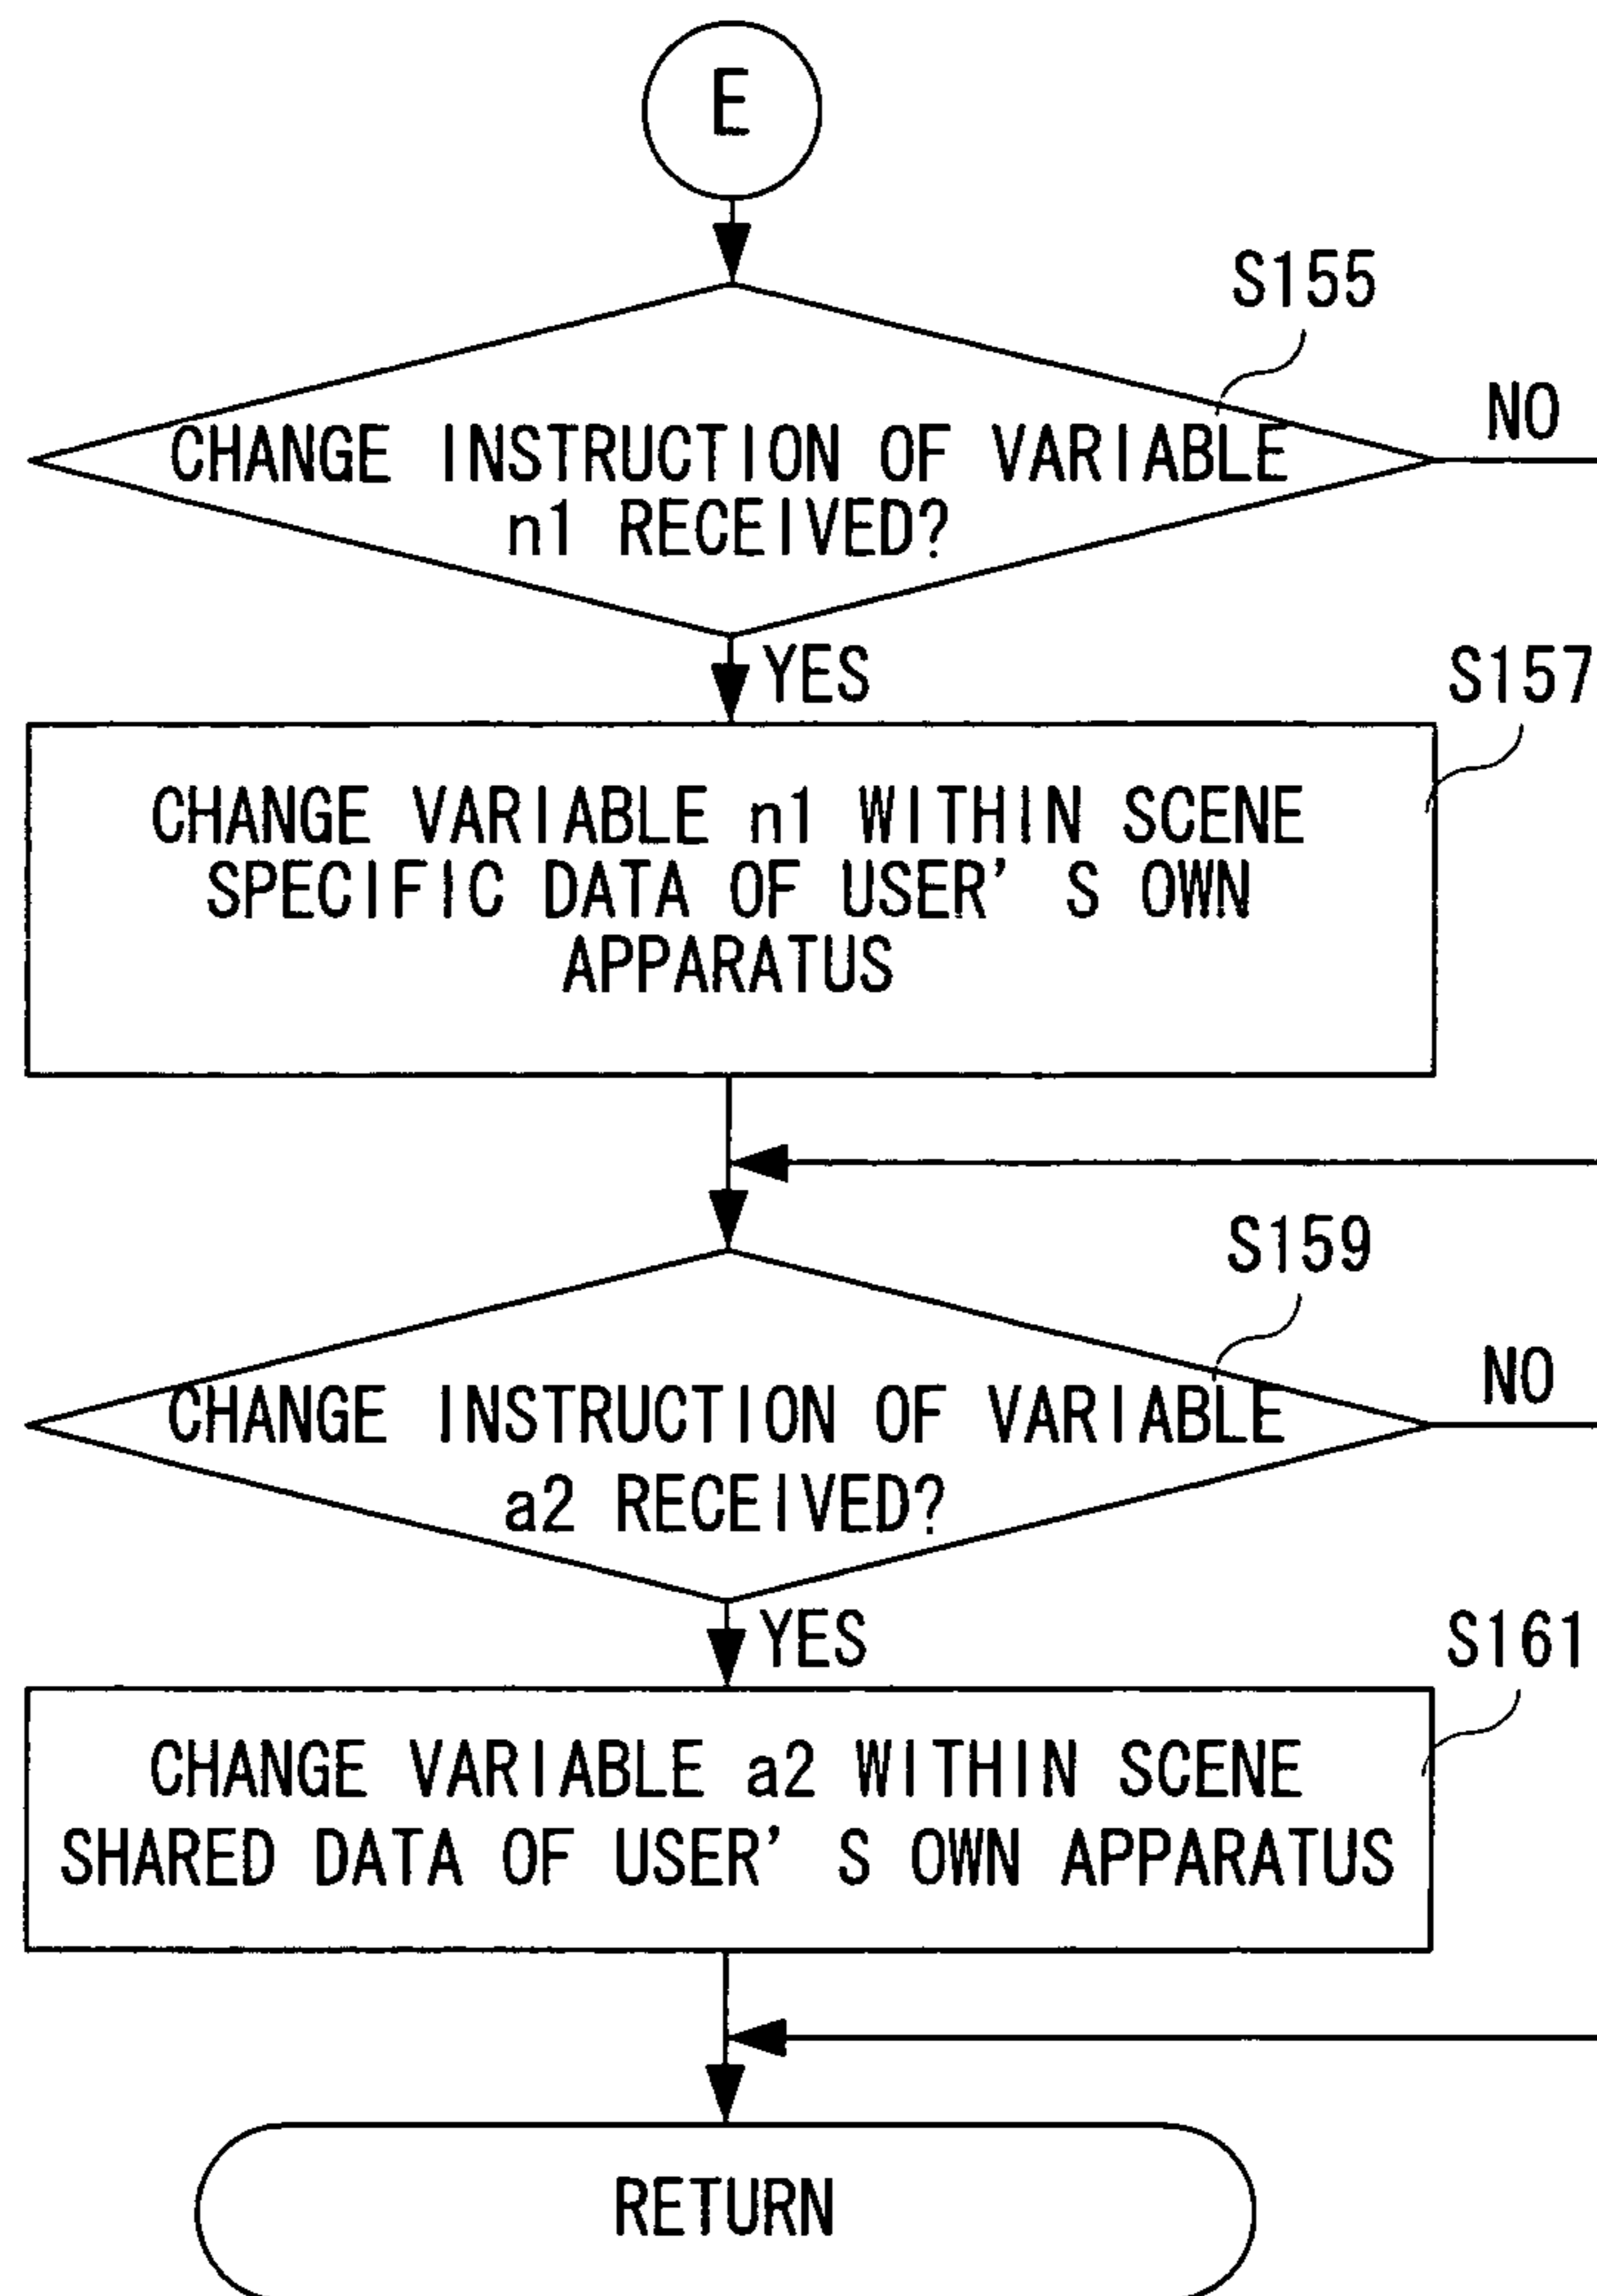 E
S155
NO
CHANGE INSTRUCTION OF VARIABLE
n1 RECEIVED?
YES
S157
CHANGE VARIABLE n1 WITHIN SCENE
SPECIFIC DATA OF USER'S OWN
APPARATUS
S159
NO
CHANGE INSTRUCTION OF VARIABLE
a2 RECEIVED?
YES
S161
CHANGE VARIABLE a2 WITHIN SCENE
SHARED DATA OF USER'S OWN APPARATUS
RETURN